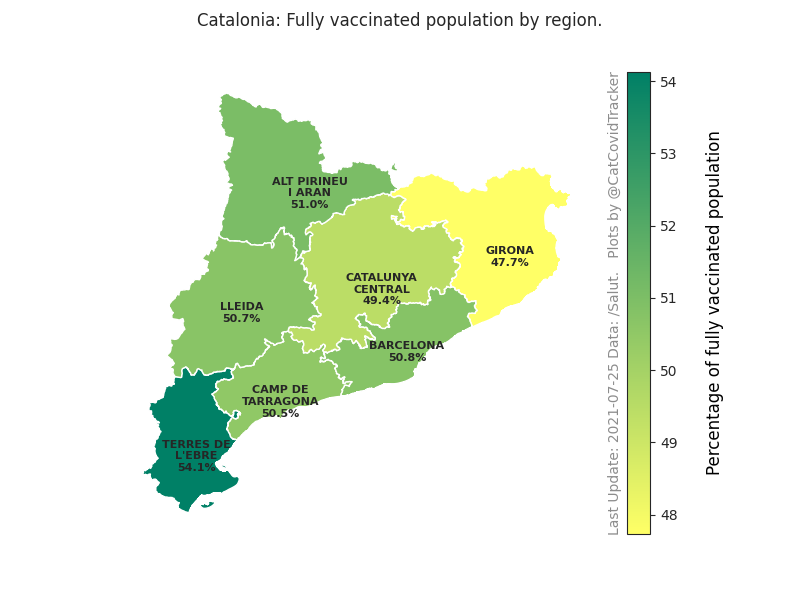 Catalonia: Fully vaccinated population by region.
ALT PIRINEU
I ARAN
51.0%
GIRONA
47.7%
CATALUNYA
CENTRAL
49.4%
LLEIDA
50.7%
BARCELONA
50.8%
CAMP DE
TARRAGONA
50.5%
TERRES DE
L'EBRE
54.1%
Last Update: 2021-07-25 Data: /Salut.   Plots by @CatCovidTracker
54
53
52
51
50
49
48
Percentage of fully vaccinated population